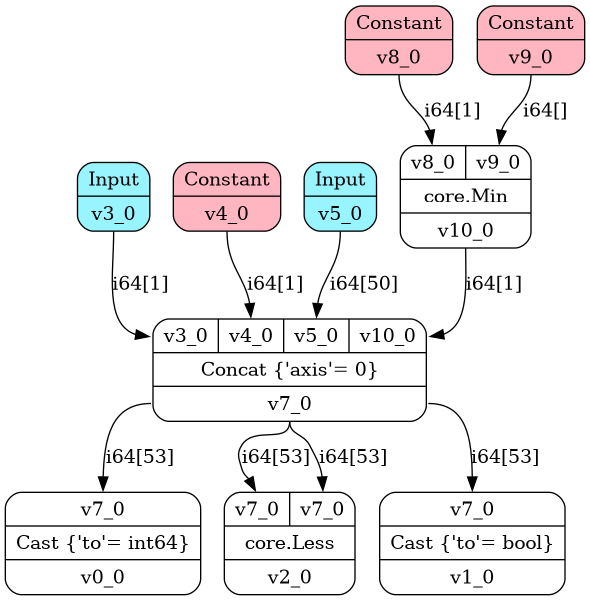 Constant
v8_0
Constant
v9_0
i64[1]
i64[]
v8_0 v9_0
core.Min
v10_0
Input
v3_0
Constant
v4_0
Input
v5_0
i64[1]
i64[1]
i64[50]
i64[1]
v3_0 v4_0 v5_0 v10_0
Concat {'axis'= 0}
v7_0
i64[53]
i64[53]
i64[53]
i64[53]
v7_0
Cast {'to'= int64}
v0_0
v7_0 v7_0
core.Less
v2_0
v7_0
Cast {'to'= bool}
v1_0